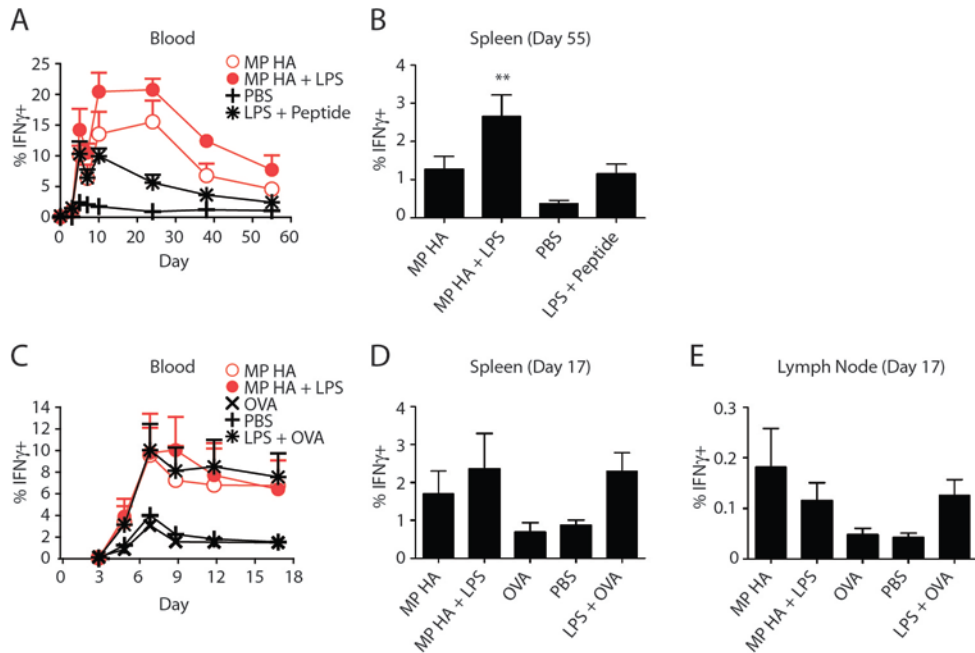 A
Blood
MP HA
MP HA + LPS
PBS
LPS + Peptide
25
20
15
10
5
0
% IFNγ+
0 10 20 30 40 50 60
Day
B
Spleen (Day 55)
**
4
3
2
1
0
% IFNγ+
MP HA
MP HA + LPS
PBS
LPS + Peptide
C
Blood
MP HA
MP HA + LPS
OVA
PBS
LPS + OVA
14
12
10
8
6
4
2
0
% IFNγ+
0 3 6 9 12 15 18
Day
D
Spleen (Day 17)
4
3
2
1
0
% IFNγ+
MP HA
MP HA + LPS
OVA
PBS
LPS + OVA
E
Lymph Node (Day 17)
0.3
0.2
0.1
0
% IFNγ+
MP HA
MP HA + LPS
OVA
PBS
LPS + OVA